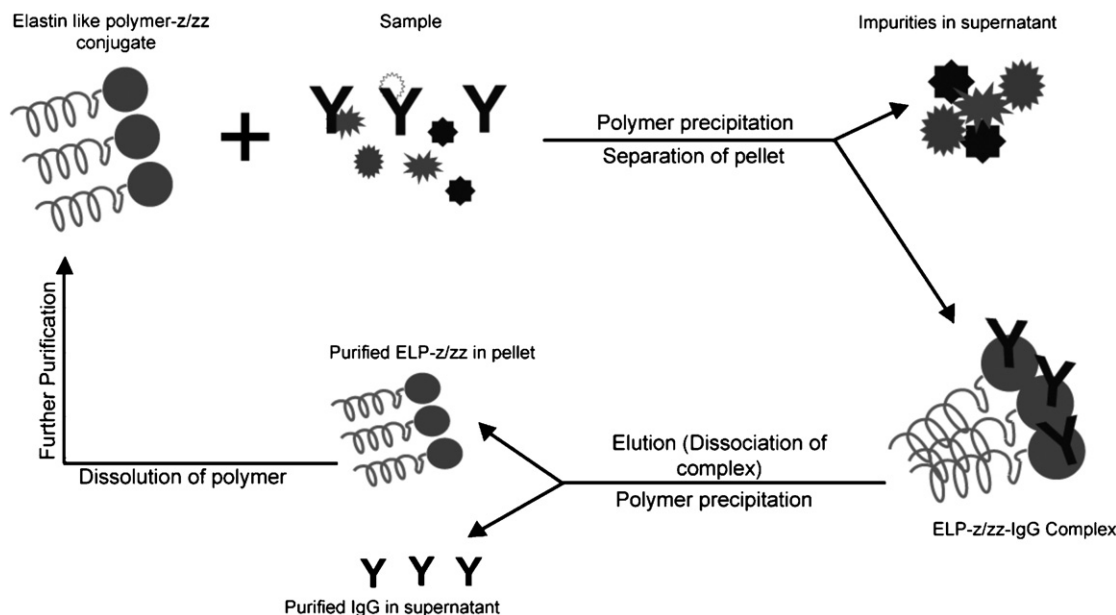 Elastin like polymer-z/zz
conjugate
Sample
Impurities in supernatant
Polymer precipitation
Separation of pellet
Further Purification
Purified ELP-z/zz in pellet
Dissolution of polymer
Elution (Dissociation of
complex)
Polymer precipitation
ELP-z/zz-IgG Complex
Purified IgG in supernatant